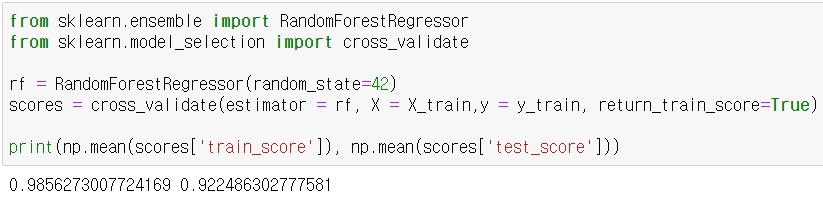 from sklearn.ensemble import RandomForestRegressor
from sklearn.model_selection import cross_validate
rf = RandomForestRegressor(random_state=42)
scores = cross_validate(estimator = rf, X = X_train,y = y_train, return_train_score=True)
print(np.mean(scores['train_score']), np.mean(scores['test_score']))
0.9856273007724169 0.922486302777581